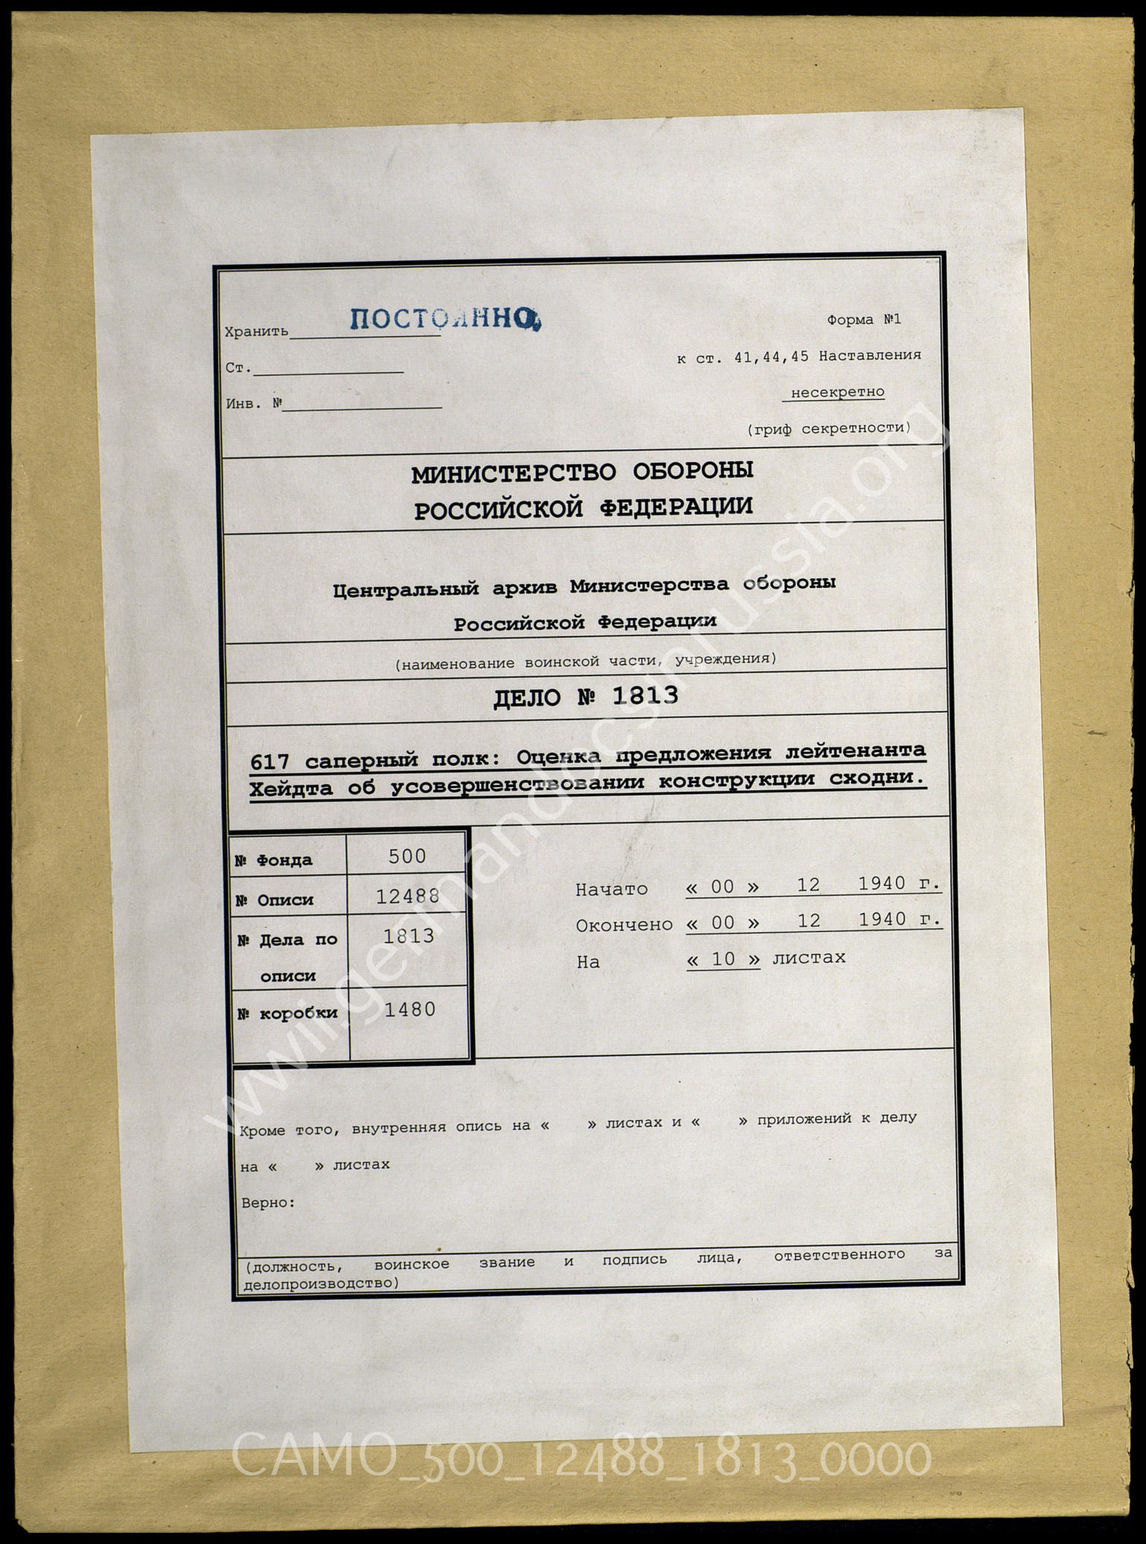 Хранить ПОСТОЯННО
Форма №1
к ст. 41,44,45 Наставления
Ст.
несекретно
Инв. №
(гриф секретности)
МИНИСТЕРСТВО ОБОРОНЫ
РОССИЙСКОЙ ФЕДЕРАЦИИ
Центральный архив Министерства обороны
Российской Федерации
(наименование воинской части, учреждения)
ДЕЛО № 1813
617 саперный полк: Оценка предложения лейтенанта
Хейдта об усовершенствовании конструкции сходни.
№ Фонда 500
№ Описи 12488
№ Дела по 1813
описи
№ коробки 1480
Начато « 00 » 12 1940 г.
Окончено « 00 » 12 1940 г.
На « 10 » листах
Кроме того, внутренняя опись на « » листах и « » приложений к делу
на « » листах
Верно:
(должность, воинское звание и подпись лица, ответственного за
делопроизводство)
www.germandocsinrussia.org
CAMO_500_12488_1813_0000